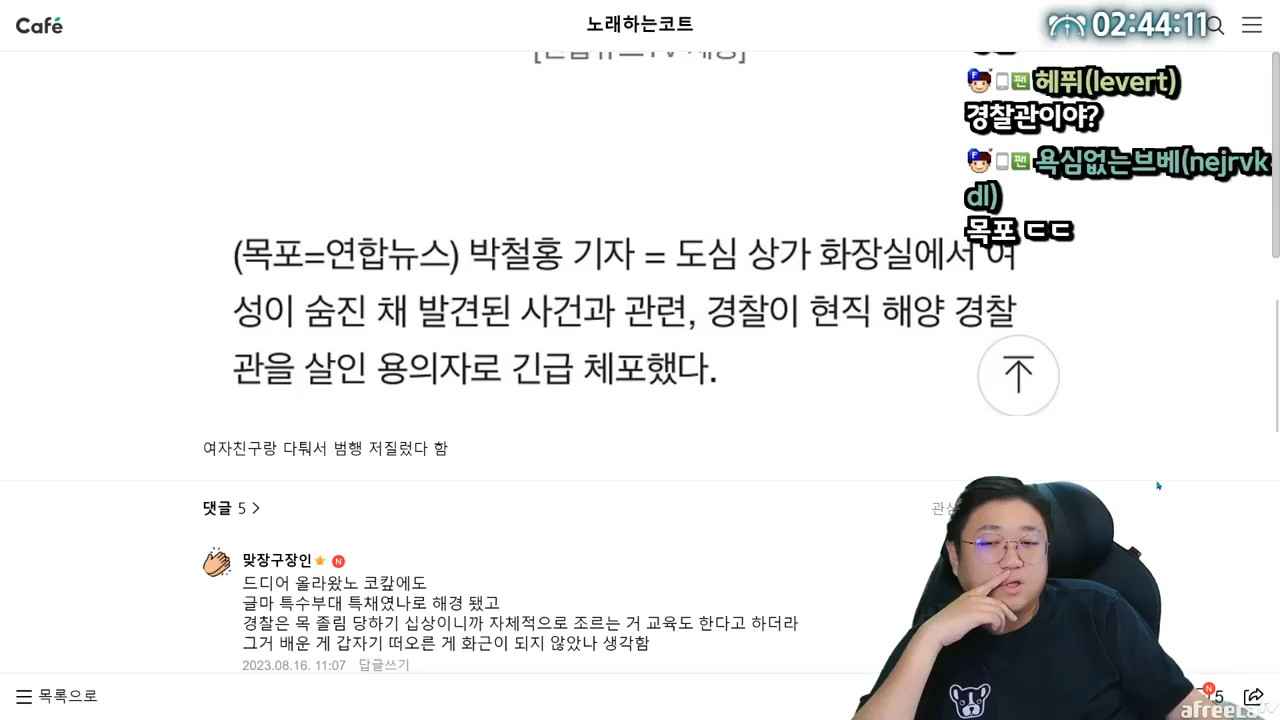 Café
노래하는코트
02:44:11
헤퓌(levert)
경찰관이야?
욕심없는브베(nejrvk
dl)
목포 ㄷㄷ
(목포=연합뉴스) 박철홍 기자 = 도심 상가 화장실에서 여
성이 숨진 채 발견된 사건과 관련, 경찰이 현직 해양 경찰
관을 살인 용의자로 긴급 체포했다.
여자친구랑 다퉈서 범행 저질렀다 함
댓글 5
맞장구장인
드디어 올라왔노 코캎에도
글마 특수부대 특채였나로 해경 됐고
경찰은 목 졸림 당하기 십상이니까 자체적으로 조르는 거 교육도 한다고 하더라
그거 배운 게 갑자기 떠오른 게 화근이 되지 않았나 생각함
2023.08.16. 11:07 답글쓰기
목록으로
5
afreecaTV